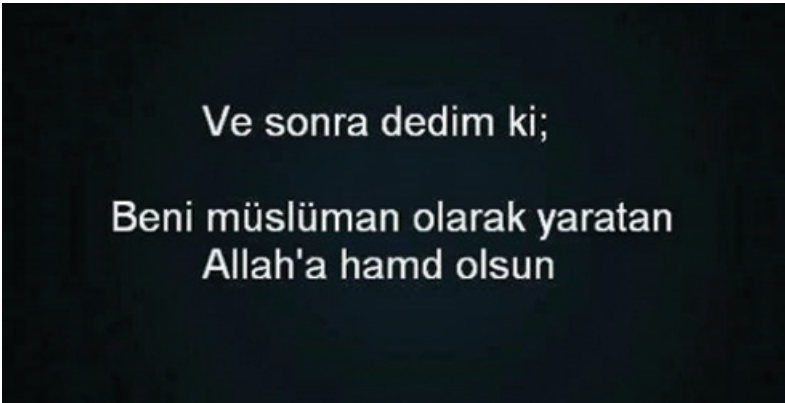 Ve sonra dedim ki;
Beni müslüman olarak yaratan
Allah'a hamd olsun